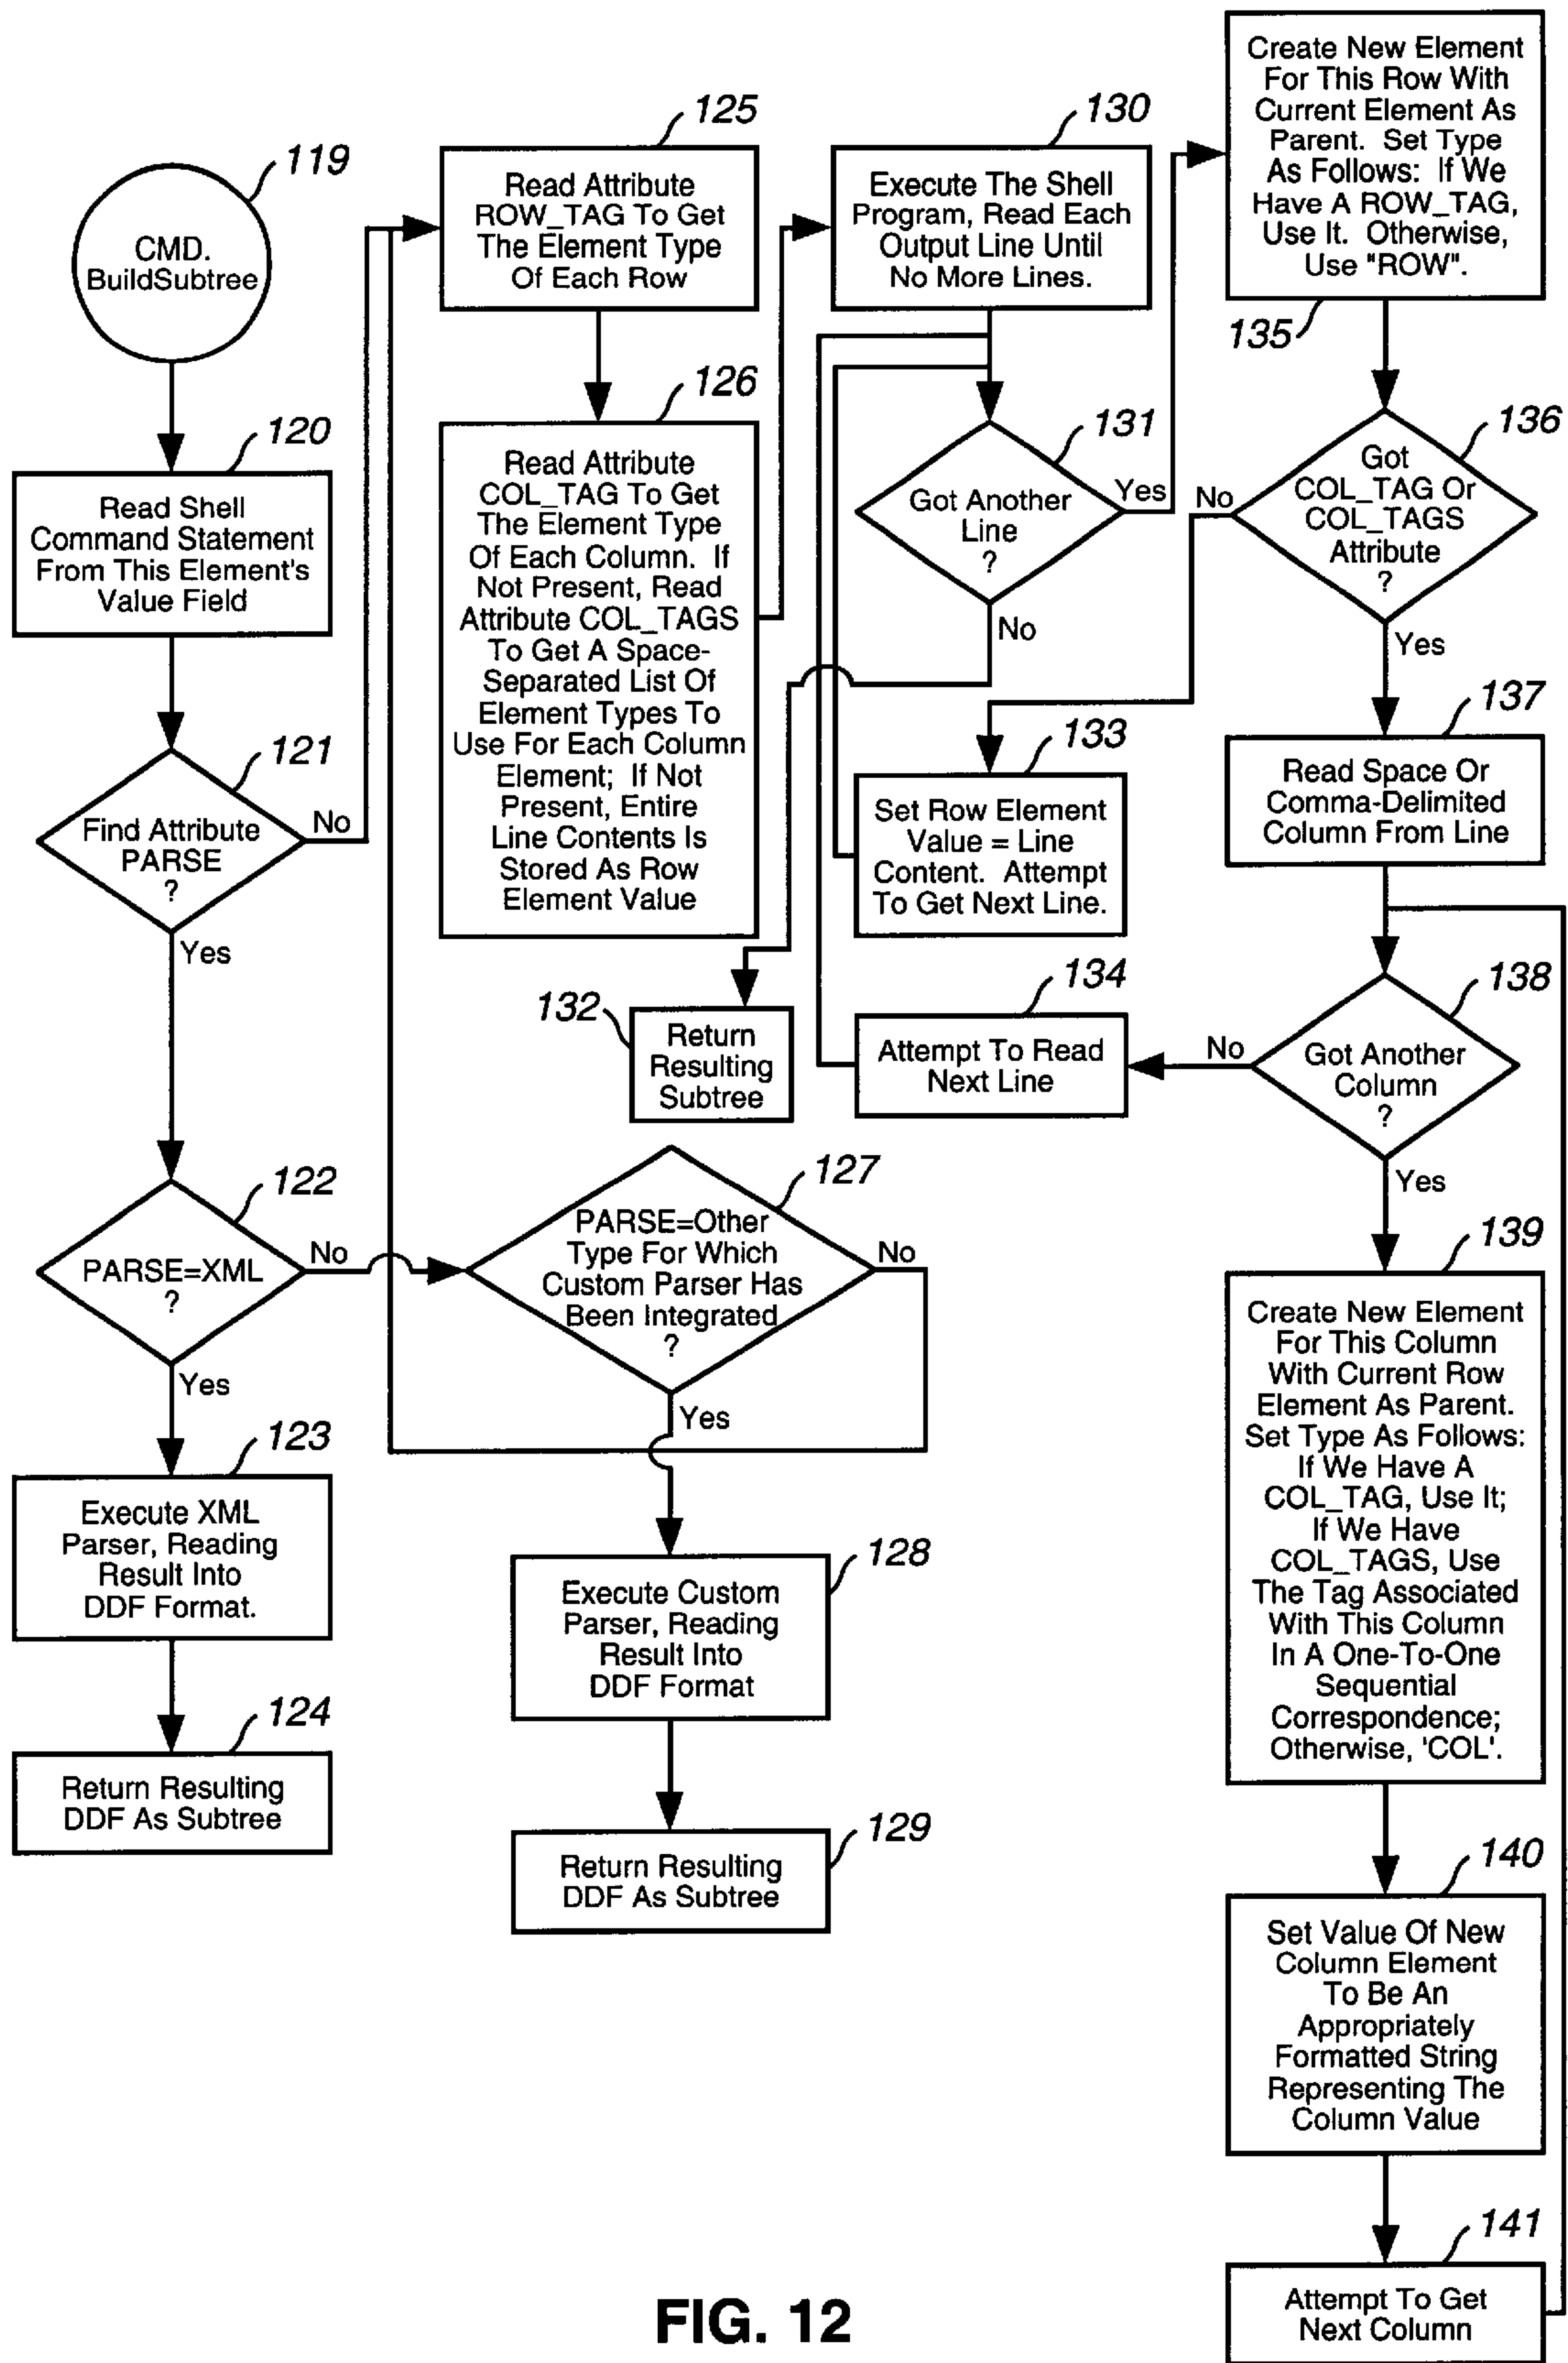 119
CMD.
BuildSubtree
120
Read Shell
Command Statement
From This Element's
Value Field
121
Find Attribute
PARSE
?
No
Yes
122
PARSE=XML
?
No
Yes
123
Execute XML
Parser, Reading
Result Into
DDF Format.
124
Return Resulting
DDF As Subtree
125
Read Attribute
ROW_TAG To Get
The Element Type
Of Each Row
126
Read Attribute
COL_TAG To Get
The Element Type
Of Each Column. If
Not Present, Read
Attribute COL_TAGS
To Get A Space-
Separated List Of
Element Types To
Use For Each Column
Element; If Not
Present, Entire
Line Contents Is
Stored As Row
Element Value
127
PARSE=Other
Type For Which
Custom Parser Has
Been Integrated
?
No
Yes
128
Execute Custom
Parser, Reading
Result Into
DDF Format
129
Return Resulting
DDF As Subtree
130
Execute The Shell
Program, Read Each
Output Line Until
No More Lines.
131
Got Another
Line
?
Yes
No
132
Return
Resulting
Subtree
133
Set Row Element
Value = Line
Content. Attempt
To Get Next Line.
134
Attempt To Read
Next Line
Create New Element
For This Row With
Current Element As
Parent. Set Type
As Follows: If We
Have A ROW_TAG,
Use It. Otherwise,
Use "ROW".
135
136
Got
COL_TAG Or
COL_TAGS
Attribute
?
No
Yes
137
Read Space Or
Comma-Delimited
Column From Line
138
Got Another
Column
?
No
Yes
139
Create New Element
For This Column
With Current Row
Element As Parent.
Set Type As Follows:
If We Have A
COL_TAG, Use It;
If We Have
COL_TAGS, Use
The Tag Associated
With This Column
In A One-To-One
Sequential
Correspondence;
Otherwise, 'COL'.
140
Set Value Of New
Column Element
To Be An
Appropriately
Formatted String
Representing The
Column Value
141
Attempt To Get
Next Column
FIG. 12